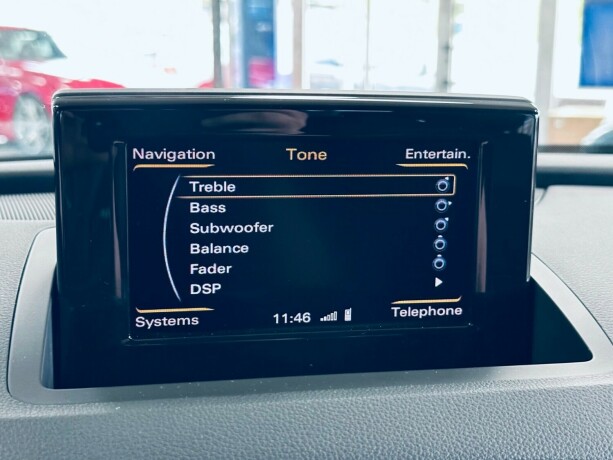 Navigation Tone Entertain.
Treble
Bass
Subwoofer
Balance
Fader
DSP
Systems 11:46 Telephone